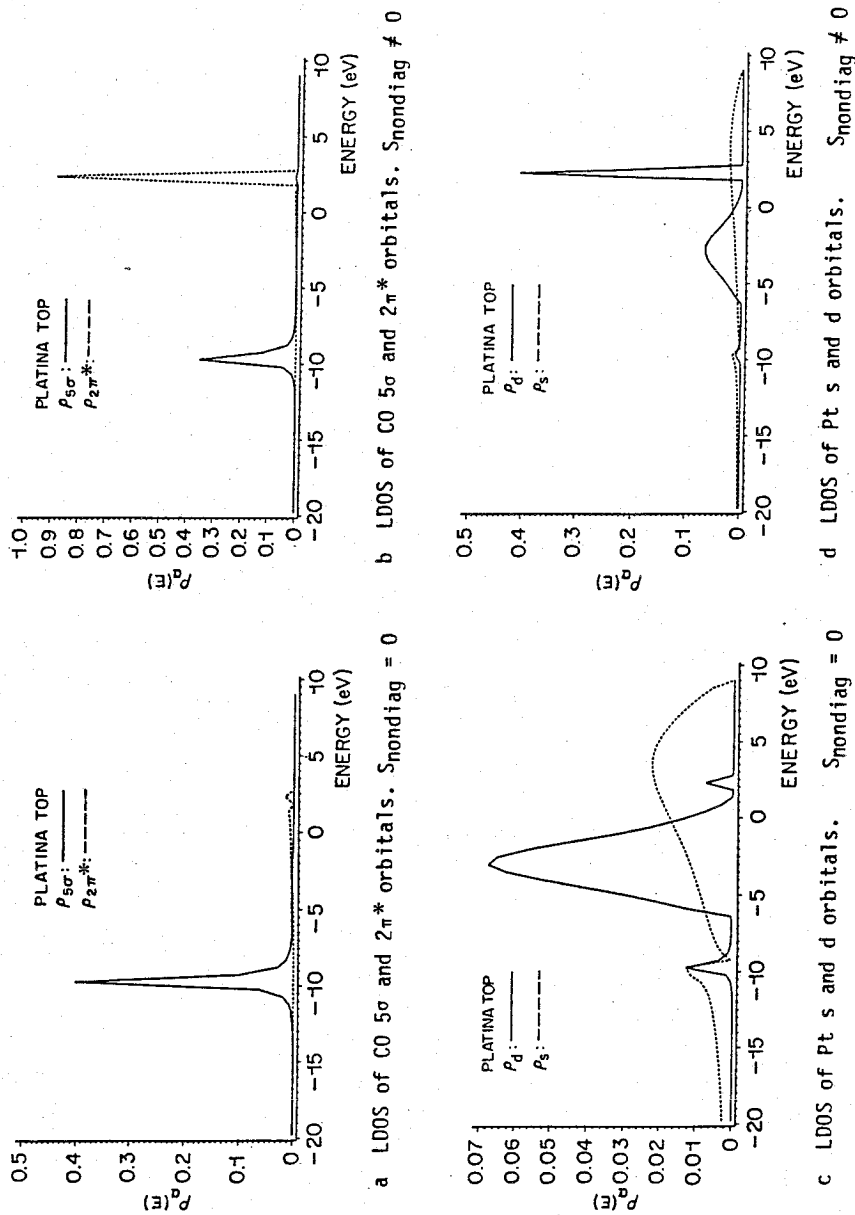 0.5
0.4
0.3
0.2
0.1
0
ρα(E)
PLATINA TOP
ρ5σ:
ρ2π*:
-20
-15
-10
-5
0
5
10
ENERGY (eV)
a LDOS of CO 5σ and 2π* orbitals. Snondiag = 0
1.0
0.9
0.8
0.7
0.6
0.5
0.4
0.3
0.2
0.1
0
ρα(E)
PLATINA TOP
ρ5σ:
ρ2π*:
-20
-15
-10
-5
0
5
10
ENERGY (eV)
b LDOS of CO 5σ and 2π* orbitals. Snondiag ≠ 0
0.07
0.06
0.05
0.04
0.03
0.02
0.01
0
ρα(E)
PLATINA TOP
ρd:
ρs:
-20
-15
-10
-5
0
5
10
ENERGY (eV)
c LDOS of Pt s and d orbitals. Snondiag = 0
0.5
0.4
0.3
0.2
0.1
0
ρα(E)
PLATINA TOP
ρd:
ρs:
-20
-15
-10
-5
0
5
10
ENERGY (eV)
d LDOS of Pt s and d orbitals. Snondiag ≠ 0